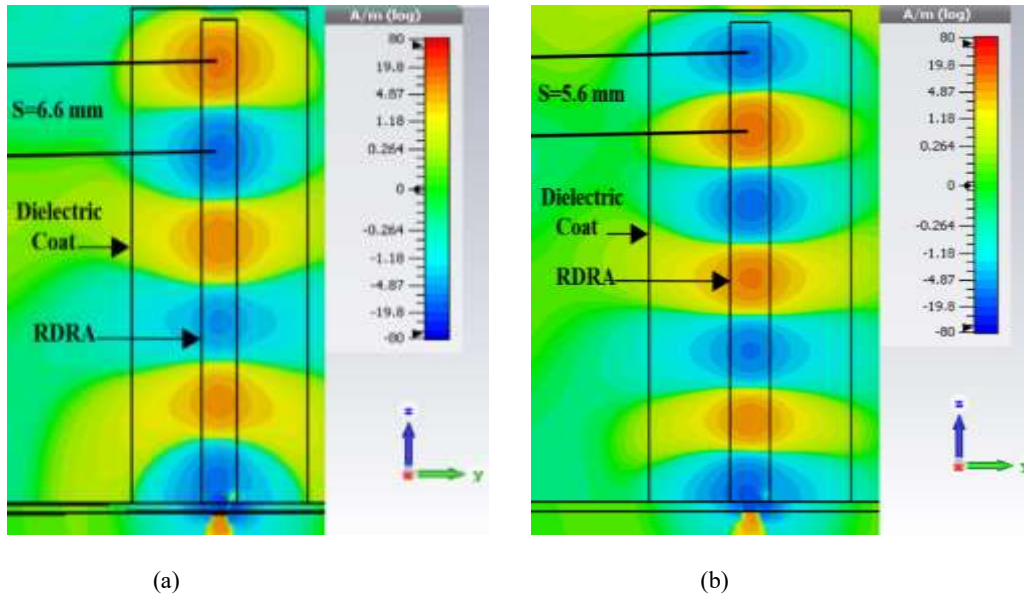 A/m (log)
80
19.8
4.87
1.18
0.264
0
-0.264
-1.18
-4.87
-19.8
-80
S=6.6 mm
Dielectric
Coat
RDRA
z
x
y
(a)
A/m (log)
80
19.8
4.87
1.18
0.264
0
-0.264
-1.18
-4.87
-19.8
-80
S=5.6 mm
Dielectric
Coat
RDRA
z
x
(b)